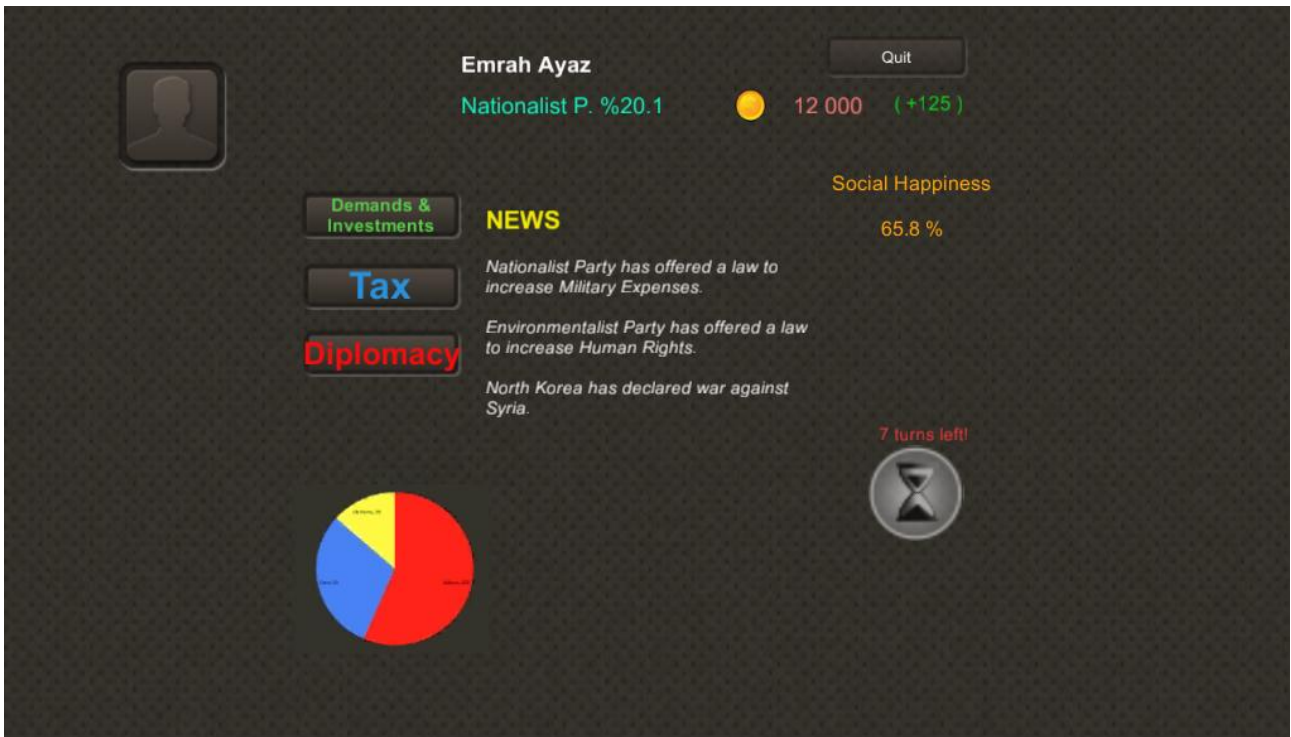 Emrah Ayaz
Quit
Nationalist P. %20.1
12 000
( +125 )
Social Happiness
65.8 %
Demands &
Investments
Tax
Diplomacy
NEWS
Nationalist Party has offered a law to
increase Military Expenses.
Environmentalist Party has offered a law
to increase Human Rights.
North Korea has declared war against
Syria.
7 turns left!